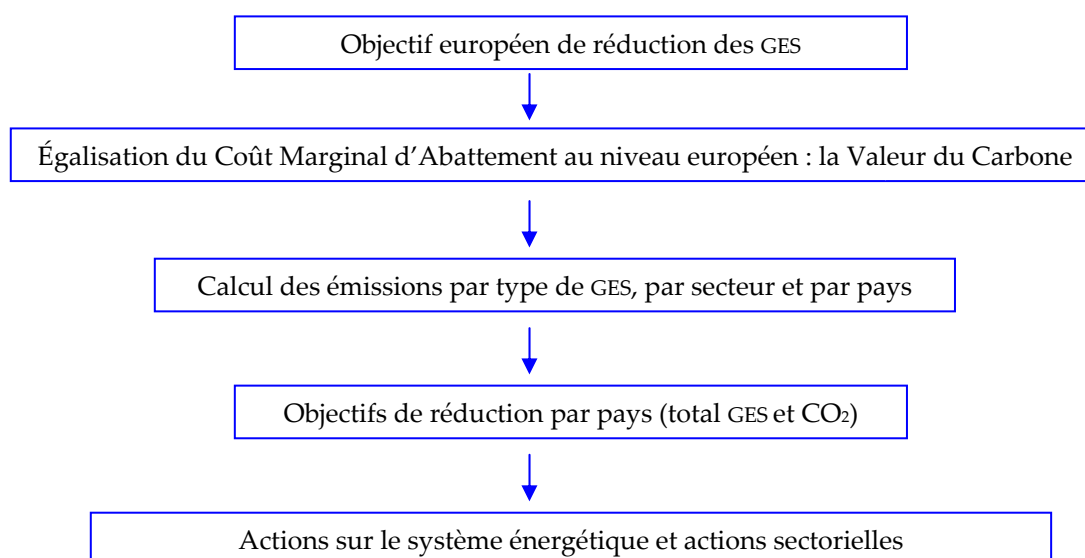 Objectif européen de réduction des GES
Égalisation du Coût Marginal d’Abattement au niveau européen : la Valeur du Carbone
Calcul des émissions par type de GES, par secteur et par pays
Objectifs de réduction par pays (total GES et CO₂)
Actions sur le système énergétique et actions sectorielles